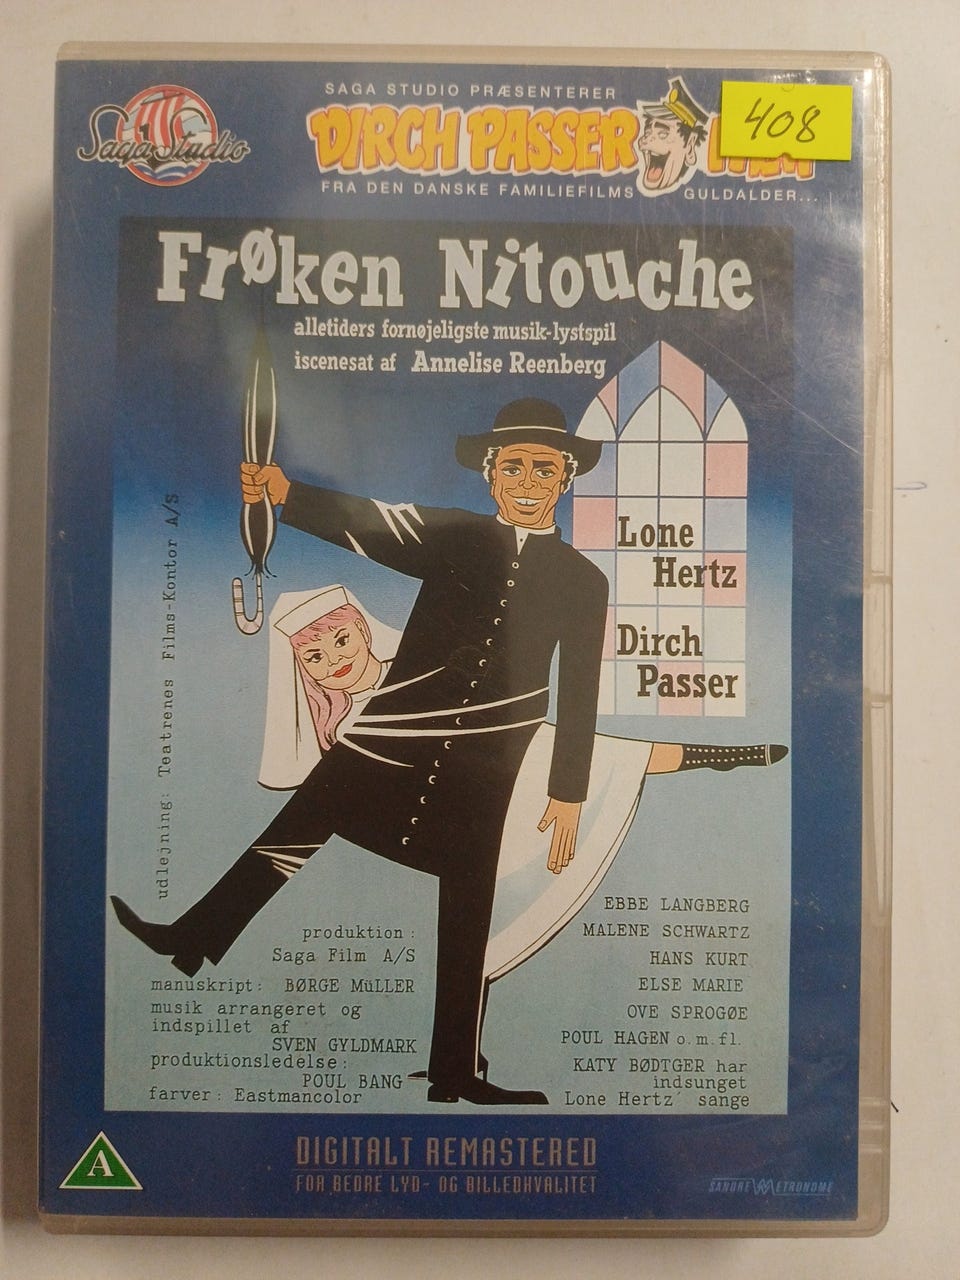 Saga Studio
SAGA STUDIO PRÆSENTERER
DIRCH PASSER
408
FRA DEN DANSKE FAMILIEFILMS GULDALDER...
Frøken Nitouche
alletiders fornøjeligste musik-lystspil
iscenesat af Annelise Reenberg
Lone
Hertz
Dirch
Passer
udlejning: Teatrenes Films-Kontor A/S
produktion :
Saga Film A/S
manuskript: BØRGE MüLLER
musik arrangeret og
indspillet af
SVEN GYLDMARK
produktionsledelse :
POUL BANG
farver : Eastmancolor
EBBE LANGBERG
MALENE SCHWARTZ
HANS KURT
ELSE MARIE
OVE SPROGØE
POUL HAGEN o.m.fl.
KATY BØDTGER har
indsunget
Lone Hertz´ sange
A
DIGITALT REMASTERED
FOR BEDRE LYD- OG BILLEDKVALITET
SANDREW METRONOME